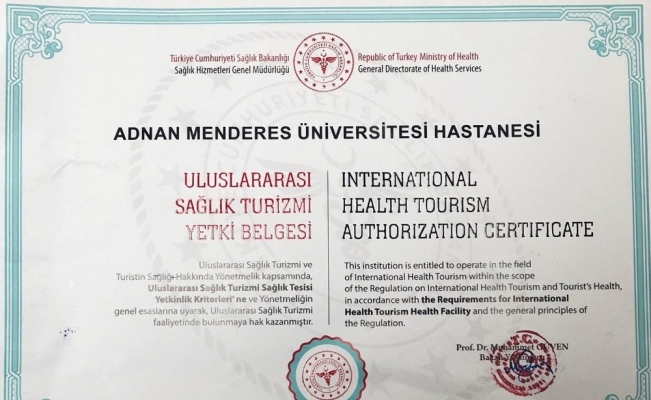 Türkiye Cumhuriyeti Sağlık Bakanlığı
Sağlık Hizmetleri Genel Müdürlüğü
Republic of Turkey Ministry of Health
General Directorate of Health Services
ADNAN MENDERES ÜNİVERSİTESİ HASTANESİ
ULUSLARARASI
SAĞLIK TURİZMİ
YETKİ BELGESİ
INTERNATIONAL
HEALTH TOURISM
AUTHORIZATION CERTIFICATE
Uluslararası Sağlık Turizmi ve
Turistin Sağlığı Hakkında Yönetmelik kapsamında,
Uluslararası Sağlık Turizmi Sağlık Tesisi
Yetkinlik Kriterleri' ne ve Yönetmeliğin
genel esaslarına uyarak, Uluslararası Sağlık Turizmi
faaliyetinde bulunmaya hak kazanmıştır.
This institution is entitled to operate in the field
of International Health Tourism within the scope
of the Regulation on International Health Tourism and Tourist's Health,
in accordance with the Requirements for International
Health Tourism Health Facility and the general principles of
the Regulation.
Prof. Dr. Muhammet GÜVEN